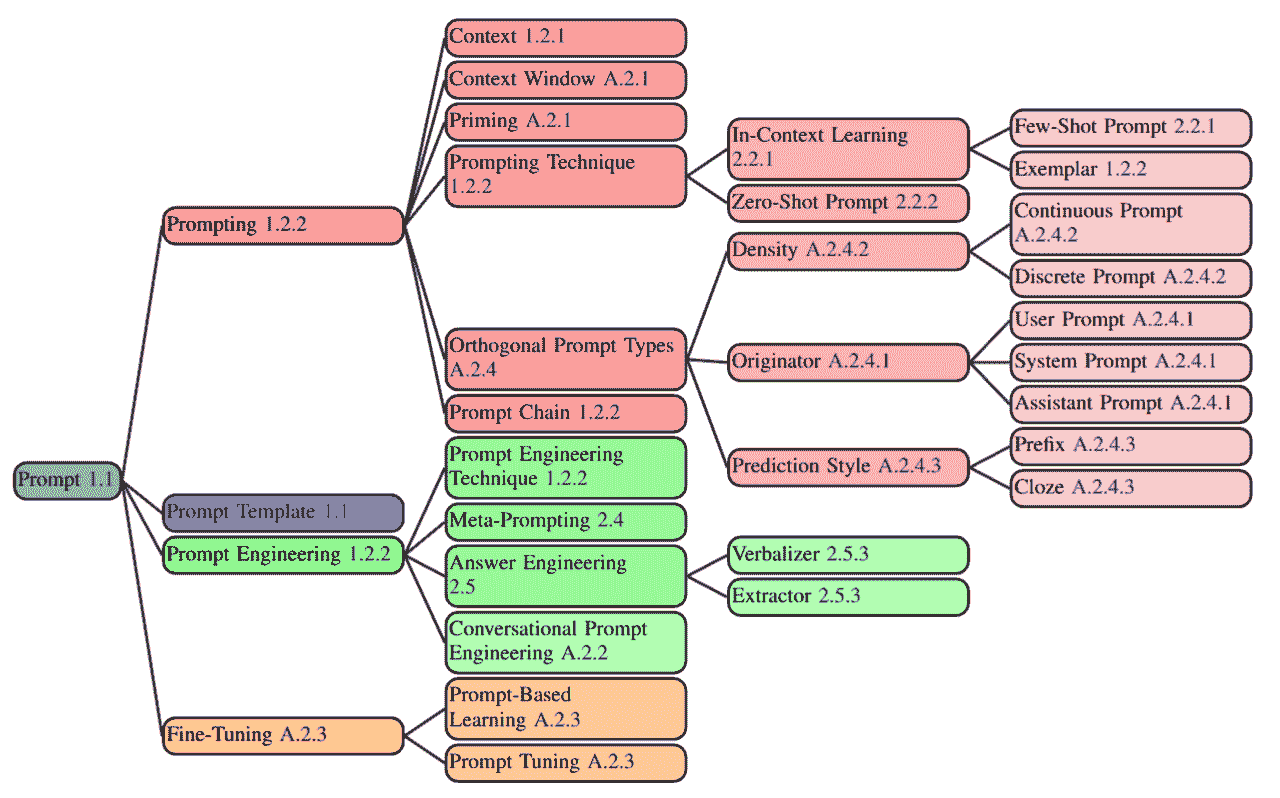 Context 1.2.1
Context Window A.2.1
Priming A.2.1
Prompting Technique
1.2.2
In-Context Learning
2.2.1
Few-Shot Prompt 2.2.1
Exemplar 1.2.2
Zero-Shot Prompt 2.2.2
Prompting 1.2.2
Continuous Prompt
A.2.4.2
Density A.2.4.2
Discrete Prompt A.2.4.2
User Prompt A.2.4.1
Orthogonal Prompt Types
A.2.4
Originator A.2.4.1
System Prompt A.2.4.1
Assistant Prompt A.2.4.1
Prompt Chain 1.2.2
Prefix A.2.4.3
Prediction Style A.2.4.3
Cloze A.2.4.3
Prompt 1.1
Prompt Template 1.1
Prompt Engineering 1.2.2
Prompt Engineering
Technique 1.2.2
Meta-Prompting 2.4
Answer Engineering
2.5
Verbalizer 2.5.3
Extractor 2.5.3
Conversational Prompt
Engineering A.2.2
Fine-Tuning A.2.3
Prompt-Based
Learning A.2.3
Prompt Tuning A.2.3